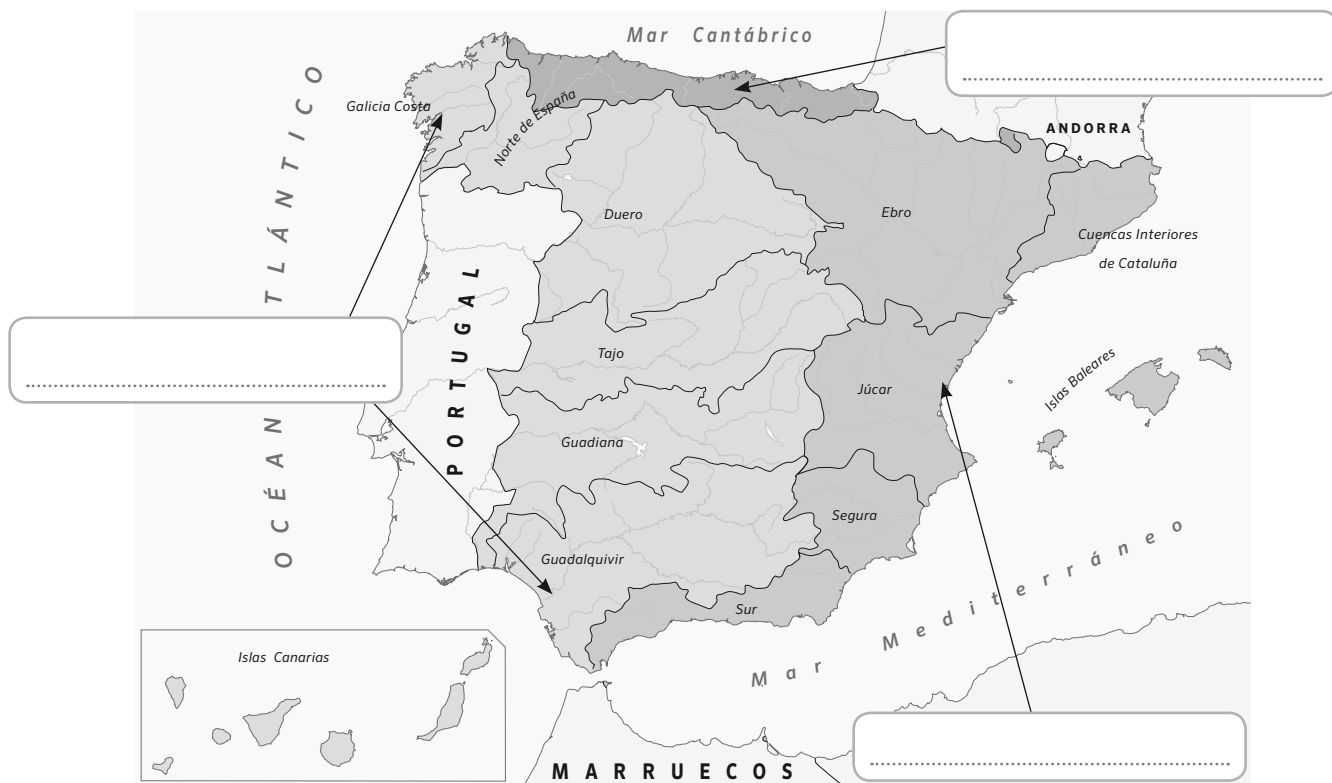 Mar Cantábrico
Galicia Costa
Norte de España
ANDORRA
Duero
Ebro
Cuencas Interiores
de Cataluña
OCÉANO ATLÁNTICO
PORTUGAL
Tajo
Júcar
Islas Baleares
Guadiana
Segura
Guadalquivir
Sur
Mar Mediterráneo
Islas Canarias
MARRUECOS